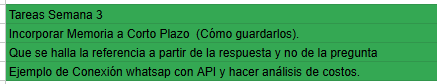 Tareas Semana 3
Incorporar Memoria a Corto Plazo  (Cómo guardarlos).
Que se halla la referencia a partir de la respuesta y no de la pregunta
Ejemplo de Conexión whatsap con API y hacer análisis de costos.